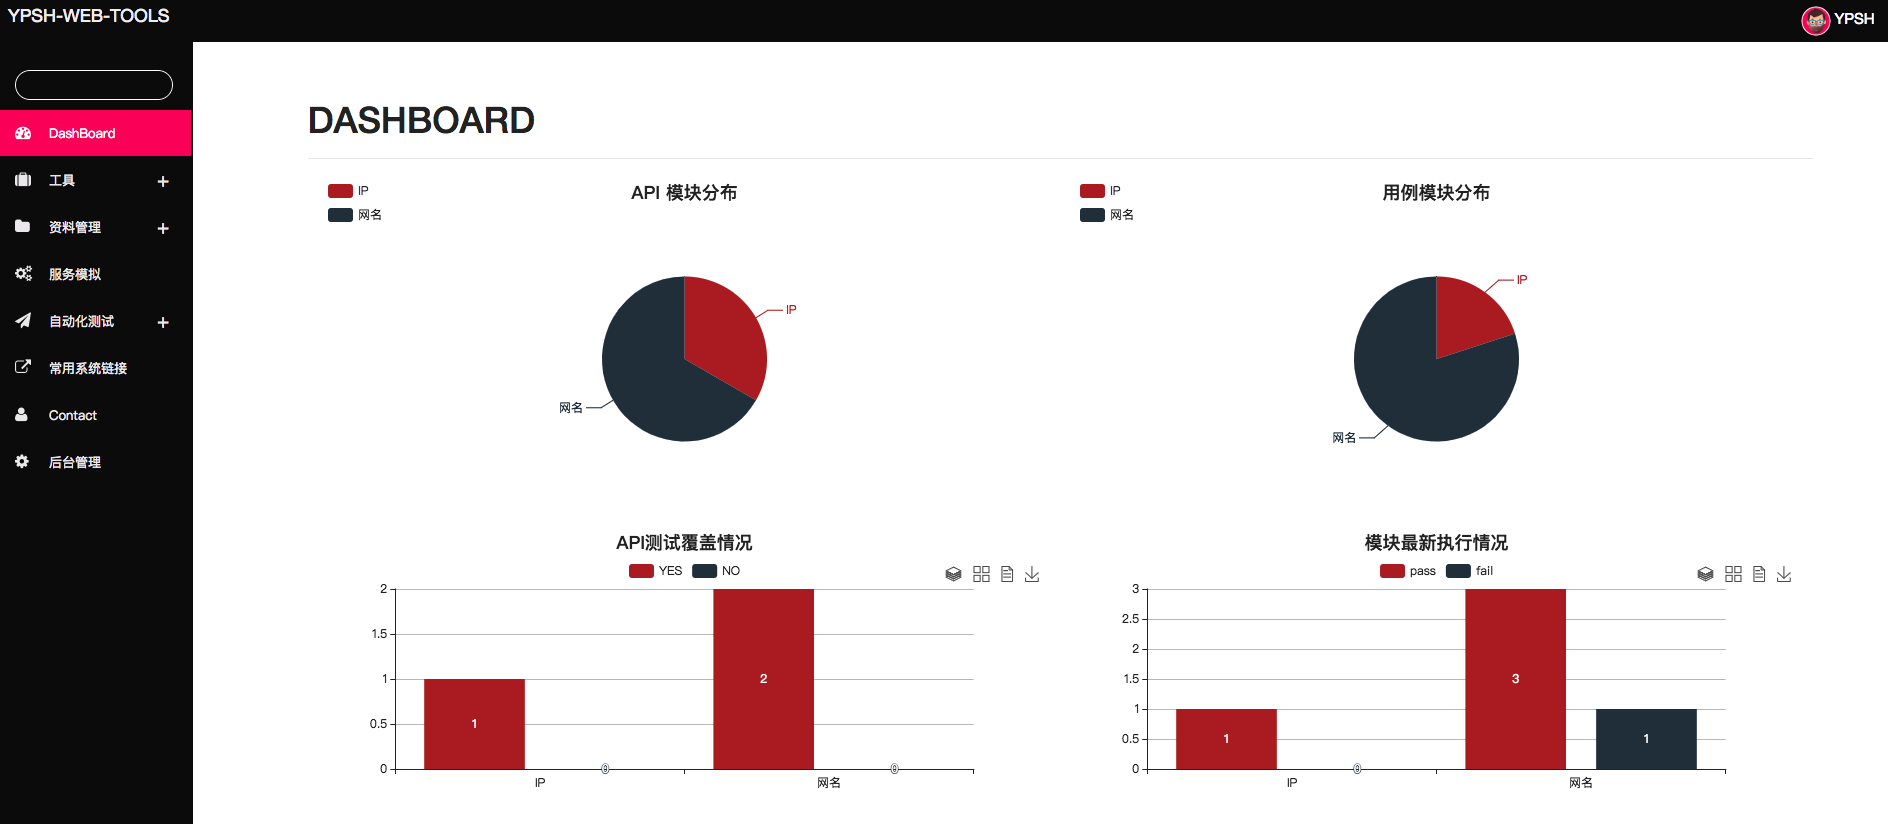 YPSH-WEB-TOOLS
YPSH
DashBoard
工具
资料管理
服务模拟
自动化测试
常用系统链接
Contact
后台管理
DASHBOARD
IP
网名
API 模块分布
IP
网名
IP
网名
用例模块分布
IP
网名
API测试覆盖情况
YES NO
2
1.5
1
0.5
0
1
0
2
0
IP
网名
模块最新执行情况
pass fail
3
2.5
2
1.5
1
0.5
0
1
0
3
1
IP
网名